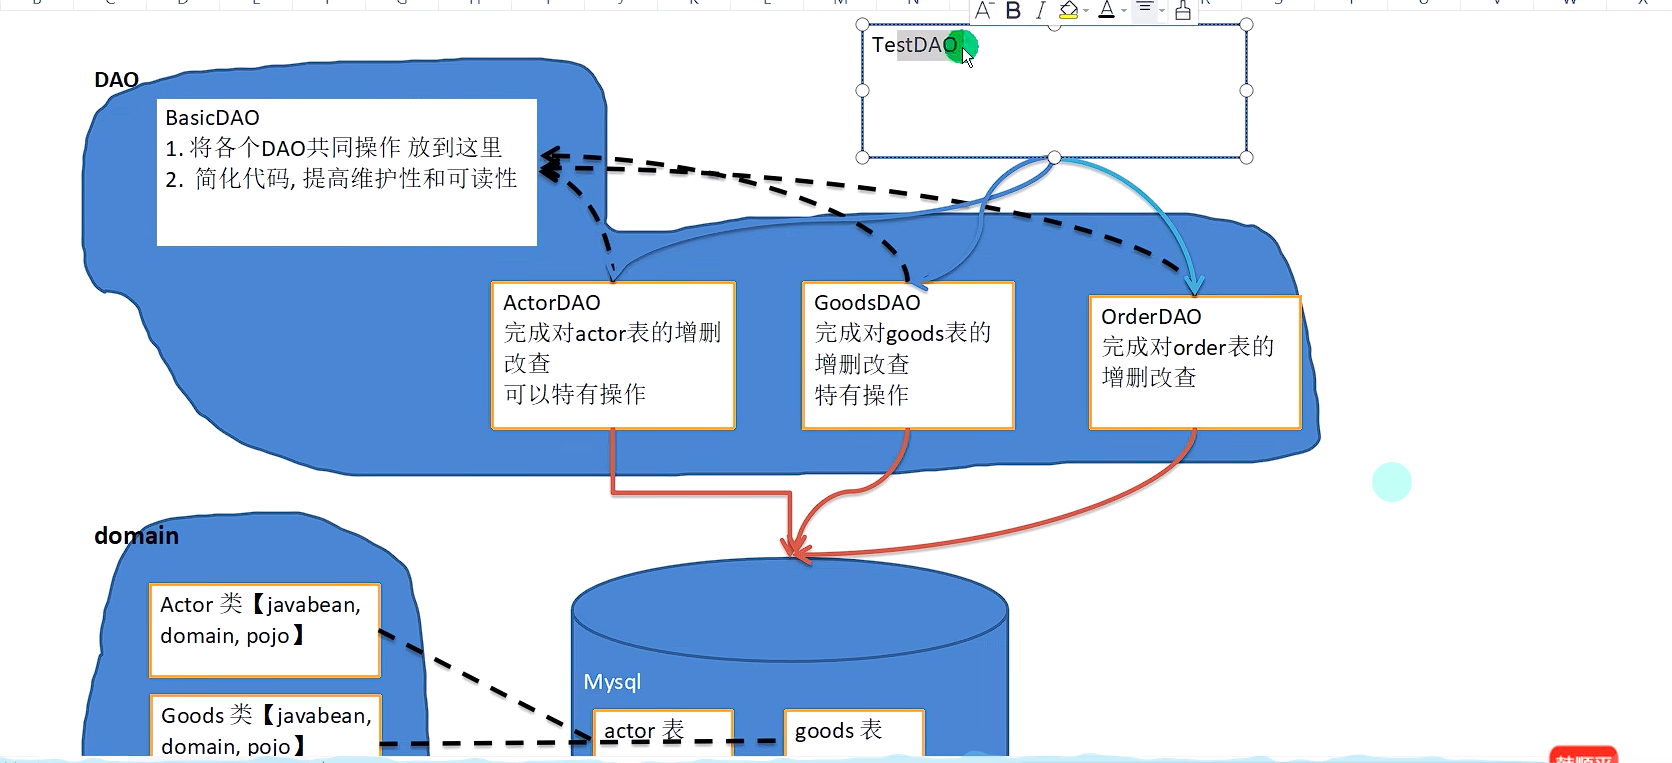 TestDAO
DAO
BasicDAO
1. 将各个DAO共同操作 放到这里
2. 简化代码, 提高维护性和可读性
ActorDAO
完成对actor表的增删
改查
可以特有操作
GoodsDAO
完成对goods表的
增删改查
特有操作
OrderDAO
完成对order表的
增删改查
domain
Actor 类【javabean,
domain, pojo】
Goods 类【javabean,
domain, pojo】
Mysql
actor 表
goods 表